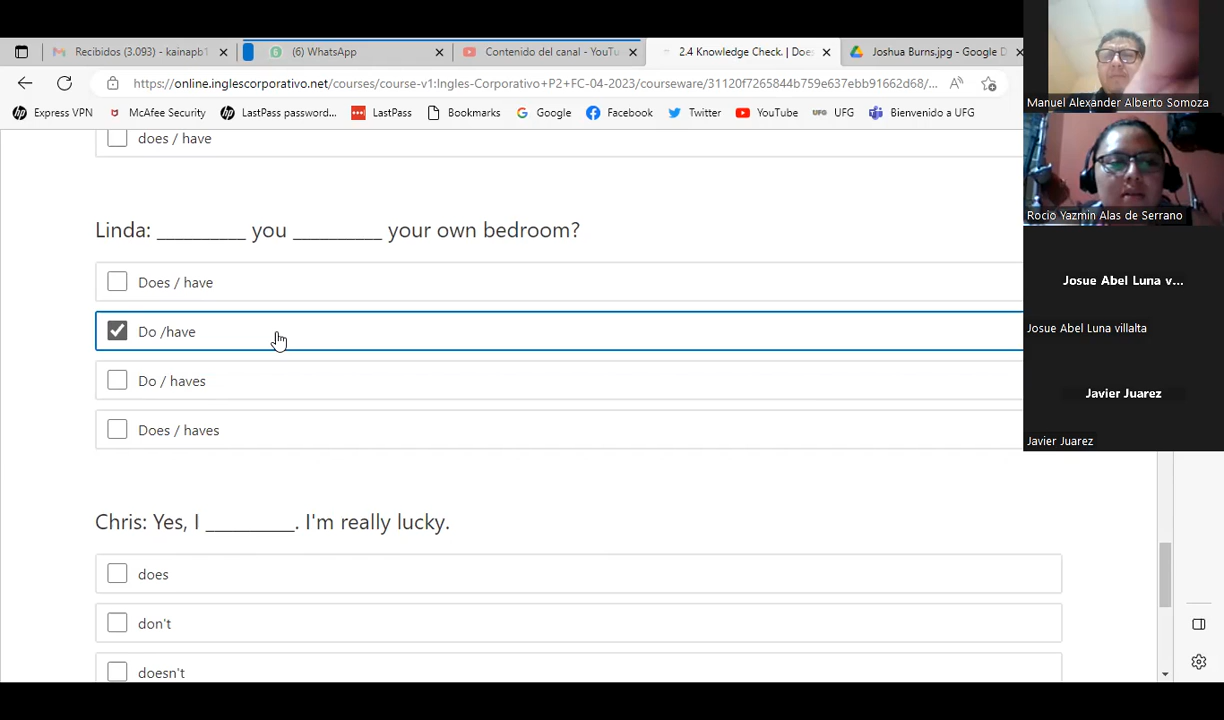 Recibidos (3.093) - kainapb1
(6) WhatsApp
Contenido del canal - YouTu
2.4 Knowledge Check. | Does
Joshua Burns.jpg - Google D
https://online.inglescorporativo.net/courses/course-v1:Ingles-Corporativo+P2+FC-04-2023/courseware/31120f7265844b759e637ebb91662d68/...
Express VPN
McAfee Security
LastPass password...
LastPass
Bookmarks
Google
Facebook
Twitter
YouTube
UFG
Bienvenido a UFG
does / have
Linda: __________ you __________ your own bedroom?
Does / have
Do /have
Do / haves
Does / haves
Chris: Yes, I __________. I'm really lucky.
does
don't
doesn't
Manuel Alexander Alberto Somoza
Rocio Yazmin Alas de Serrano
Josue Abel Luna v...
Josue Abel Luna villalta
Javier Juarez
Javier Juarez